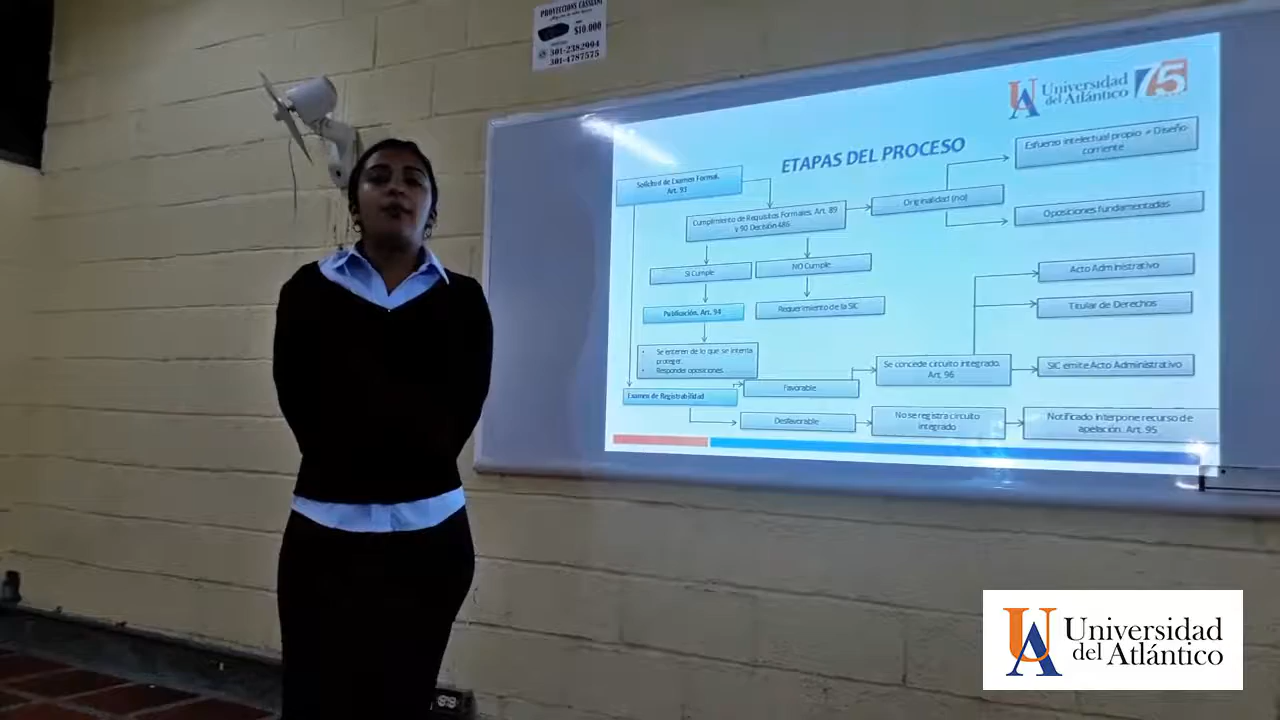 PROYECCIONS CASSIANI
$10.000
301-2382994
301-4787575
UA Universidad
del Atlántico
75
ETAPAS DEL PROCESO
Solicitud de Examen Formal.
Art. 93
Cumplimiento de Requisitos Formales. Art. 89
y 90 Decisión 486
Originalidad (no)
Esfuerzo intelectual propio ≠ Diseño
corriente
Oposiciones fundamentadas
SI Cumple
NO Cumple
Publicación. Art. 94
Requerimiento de la SIC
• Se enteren de lo que se intenta
proteger.
• Responder oposiciones
Examen de Registrabilidad
Favorable
Desfavorable
Se concede circuito integrado.
Art. 96
No se registra circuito
integrado
Acto Administrativo
Titular de Derechos
SIC emite Acto Administrativo
Notificado interpone recurso de
apelación. Art. 95
UA Universidad
del Atlántico